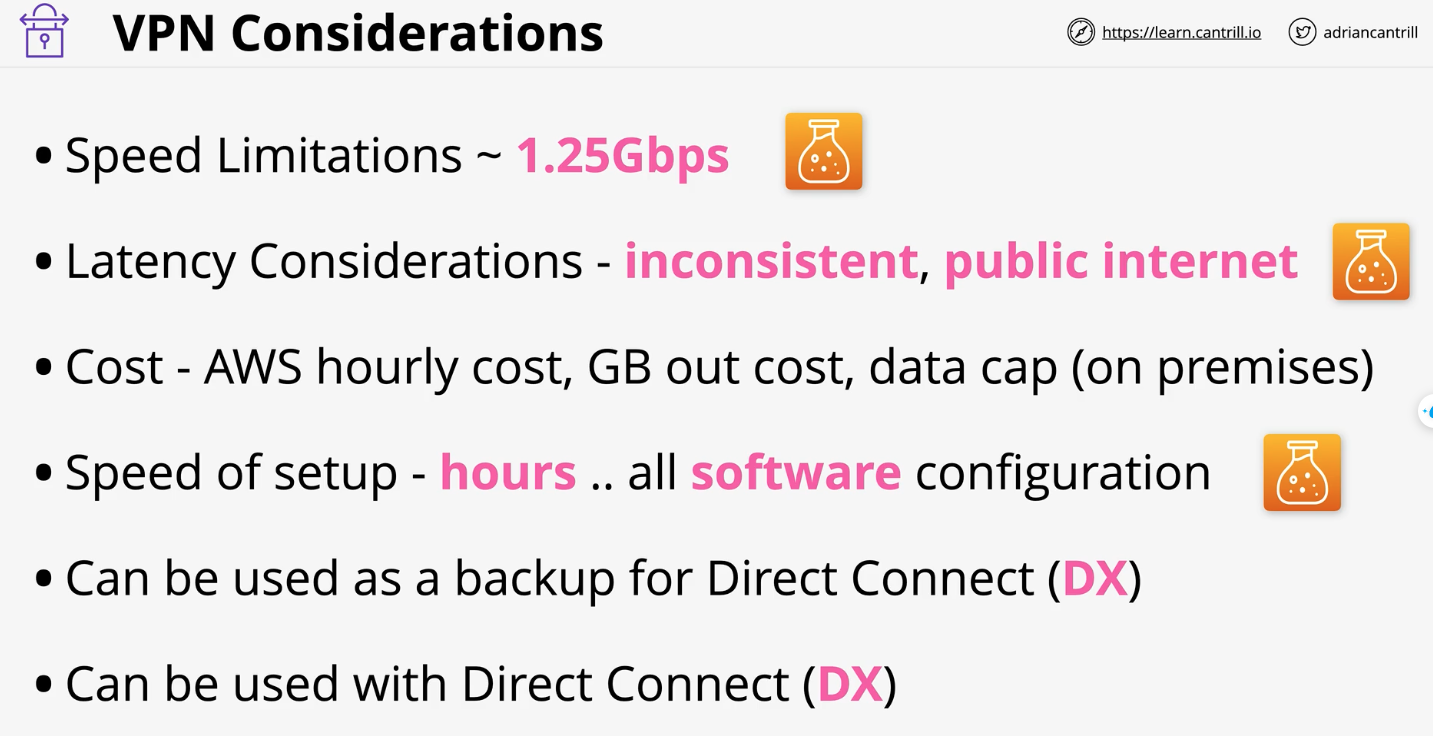 VPN Considerations
https://learn.cantrill.io
adriancantrill
• Speed Limitations ~ 1.25Gbps
• Latency Considerations - inconsistent, public internet
• Cost - AWS hourly cost, GB out cost, data cap (on premises)
• Speed of setup - hours .. all software configuration
• Can be used as a backup for Direct Connect (DX)
• Can be used with Direct Connect (DX)